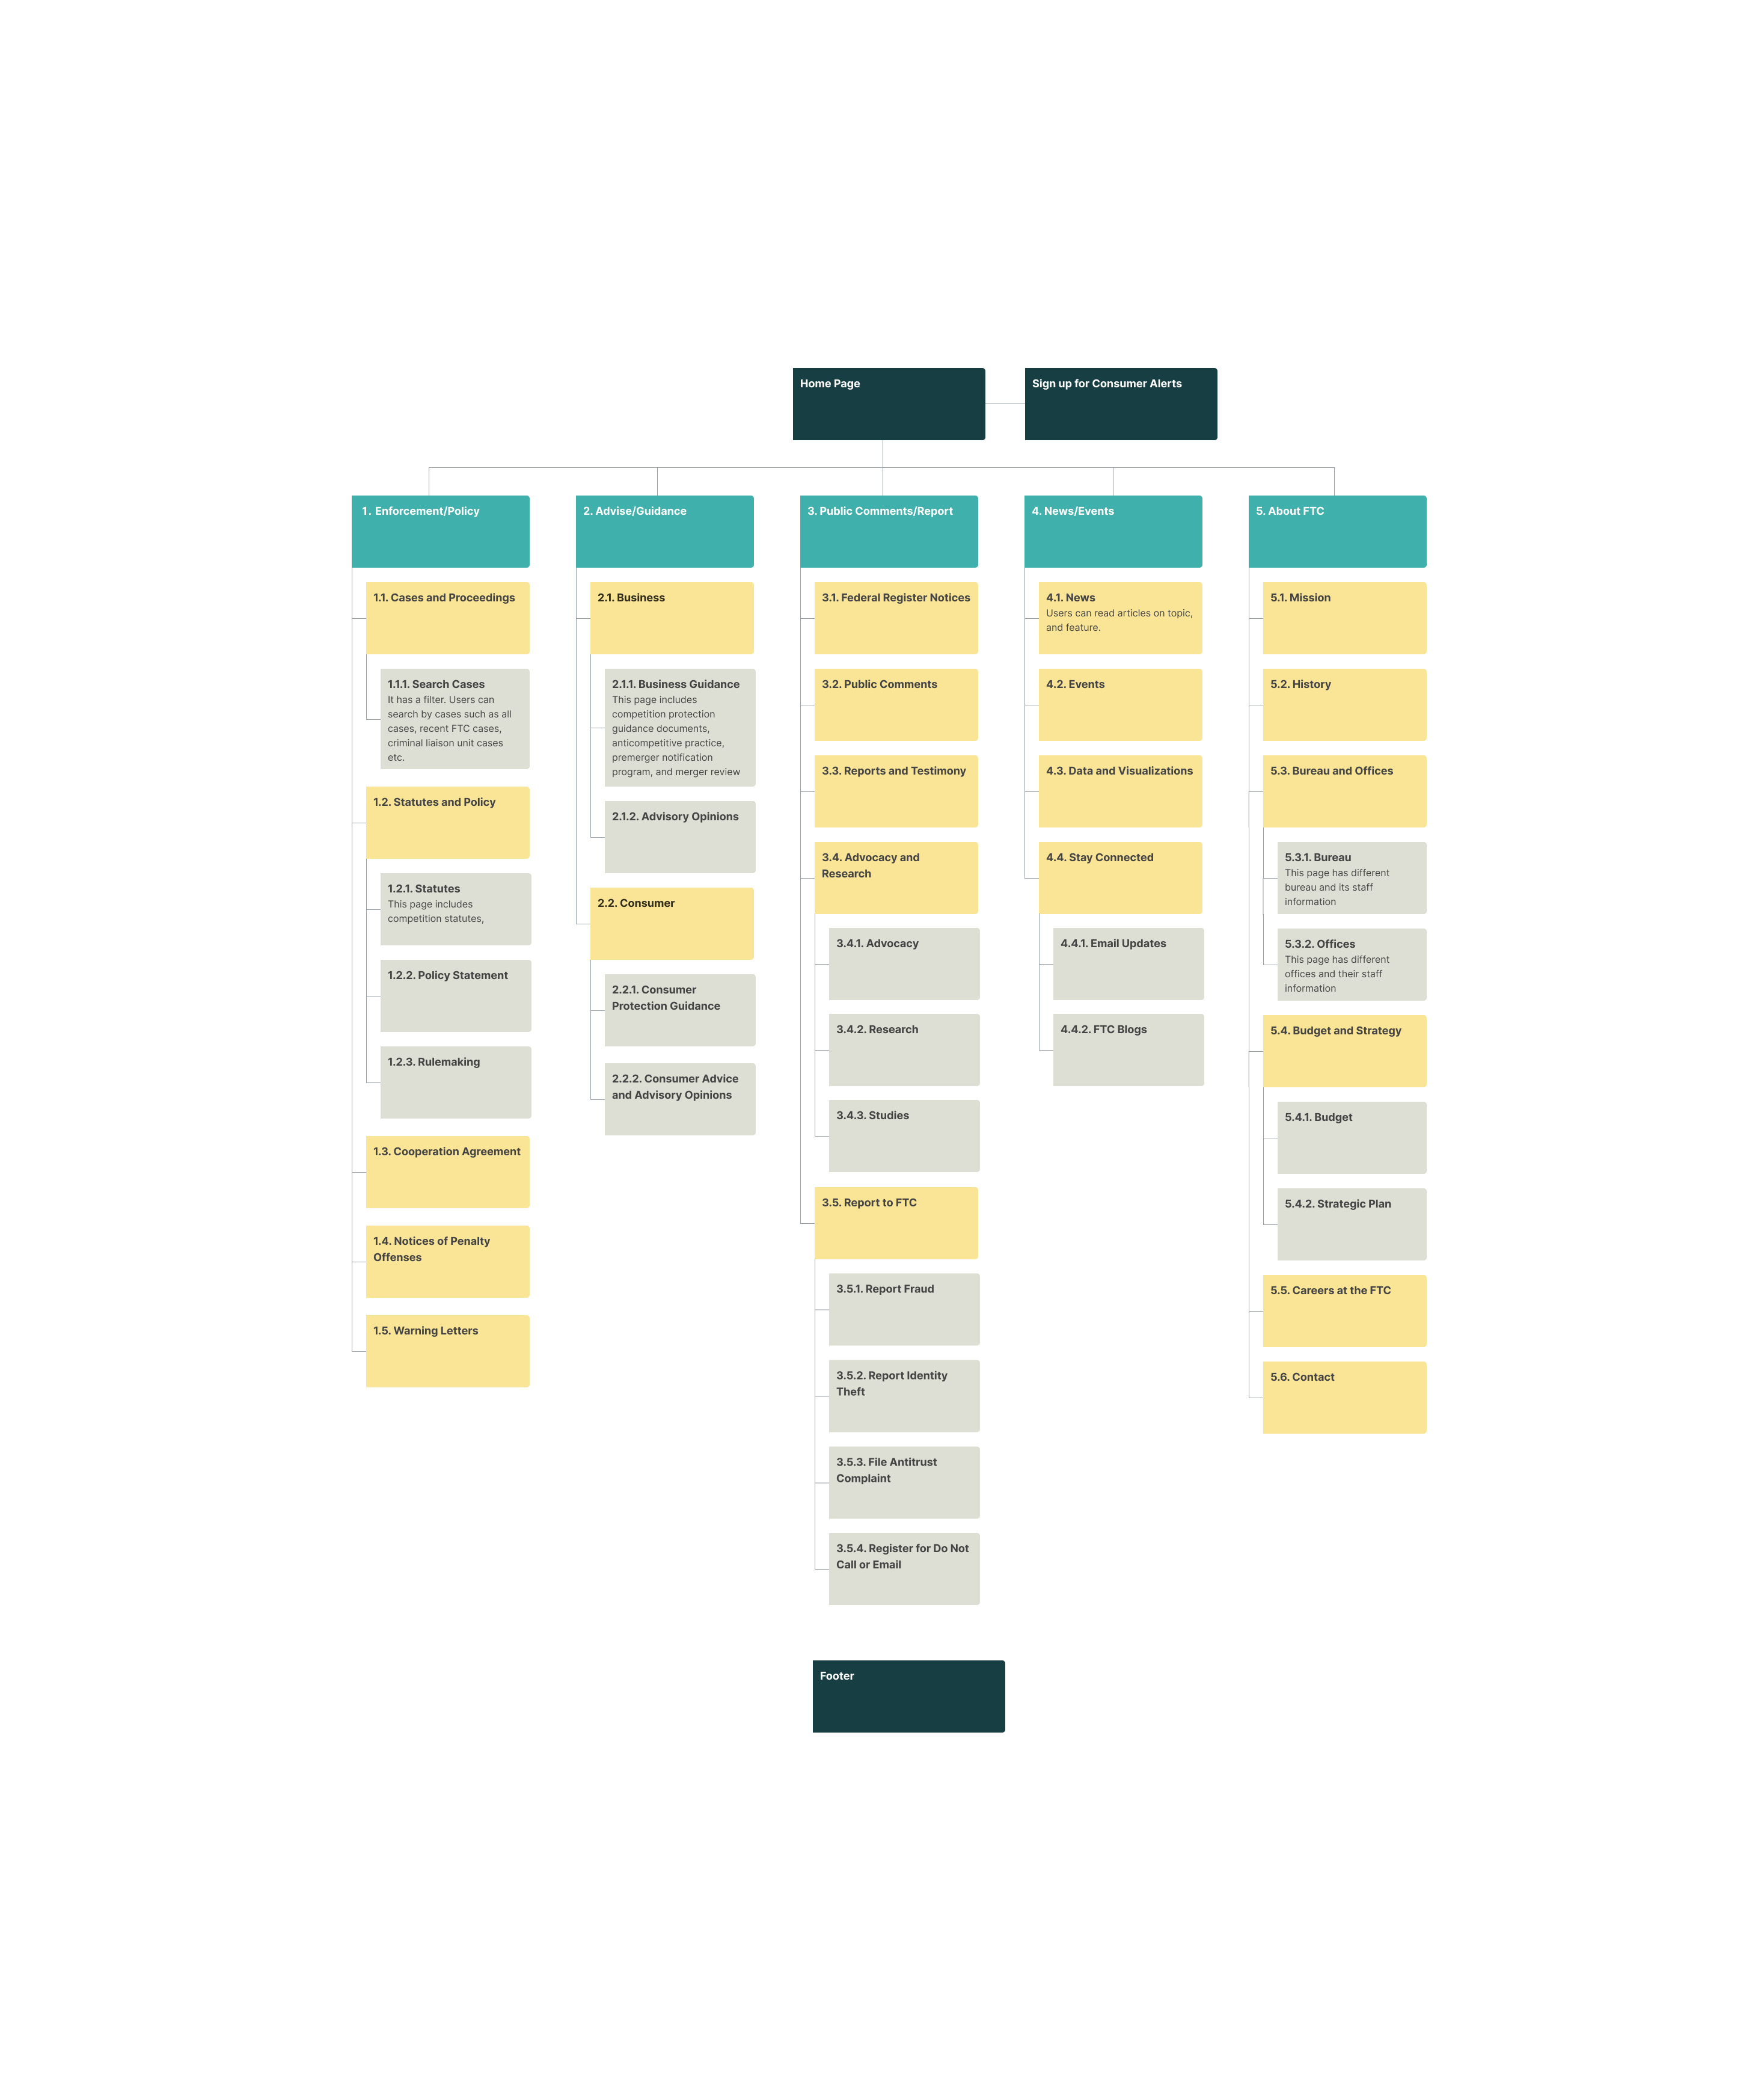 Home Page
Sign up for Consumer Alerts
1. Enforcement/Policy
1.1. Cases and Proceedings
1.1.1. Search Cases
It has a filter. Users can
search by cases such as all
cases, recent FTC cases,
criminal liaison unit cases
etc.
1.2. Statutes and Policy
1.2.1. Statutes
This page includes
competition statutes,
1.2.2. Policy Statement
1.2.3. Rulemaking
1.3. Cooperation Agreement
1.4. Notices of Penalty
Offenses
1.5. Warning Letters
2. Advise/Guidance
2.1. Business
2.1.1. Business Guidance
This page includes
competition protection
guidance documents,
anticompetitive practice,
premerger notification
program, and merger review
2.1.2. Advisory Opinions
2.2. Consumer
2.2.1. Consumer
Protection Guidance
2.2.2. Consumer Advice
and Advisory Opinions
3. Public Comments/Report
3.1. Federal Register Notices
3.2. Public Comments
3.3. Reports and Testimony
3.4. Advocacy and
Research
3.4.1. Advocacy
3.4.2. Research
3.4.3. Studies
3.5. Report to FTC
3.5.1. Report Fraud
3.5.2. Report Identity
Theft
3.5.3. File Antitrust
Complaint
3.5.4. Register for Do Not
Call or Email
4. News/Events
4.1. News
Users can read articles on topic,
and feature.
4.2. Events
4.3. Data and Visualizations
4.4. Stay Connected
4.4.1. Email Updates
4.4.2. FTC Blogs
5. About FTC
5.1. Mission
5.2. History
5.3. Bureau and Offices
5.3.1. Bureau
This page has different
bureau and its staff
information
5.3.2. Offices
This page has different
offices and their staff
information
5.4. Budget and Strategy
5.4.1. Budget
5.4.2. Strategic Plan
5.5. Careers at the FTC
5.6. Contact
Footer